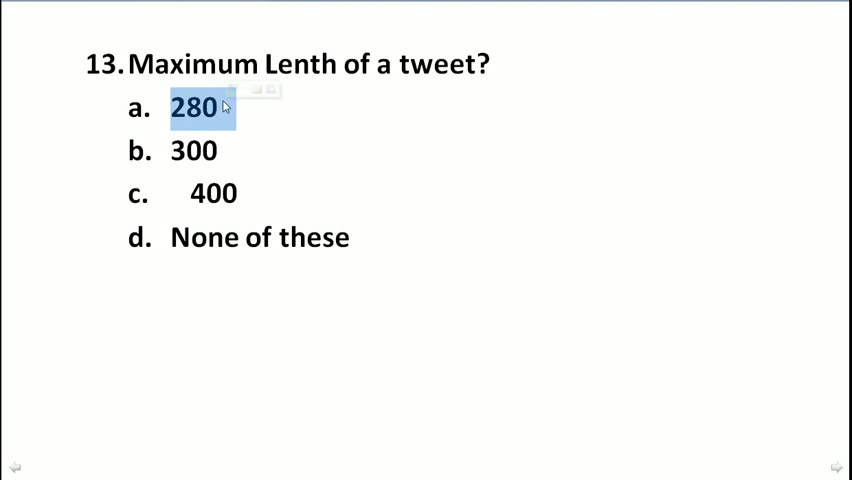 13. Maximum Lenth of a tweet?
a. 280
b. 300
c. 400
d. None of these